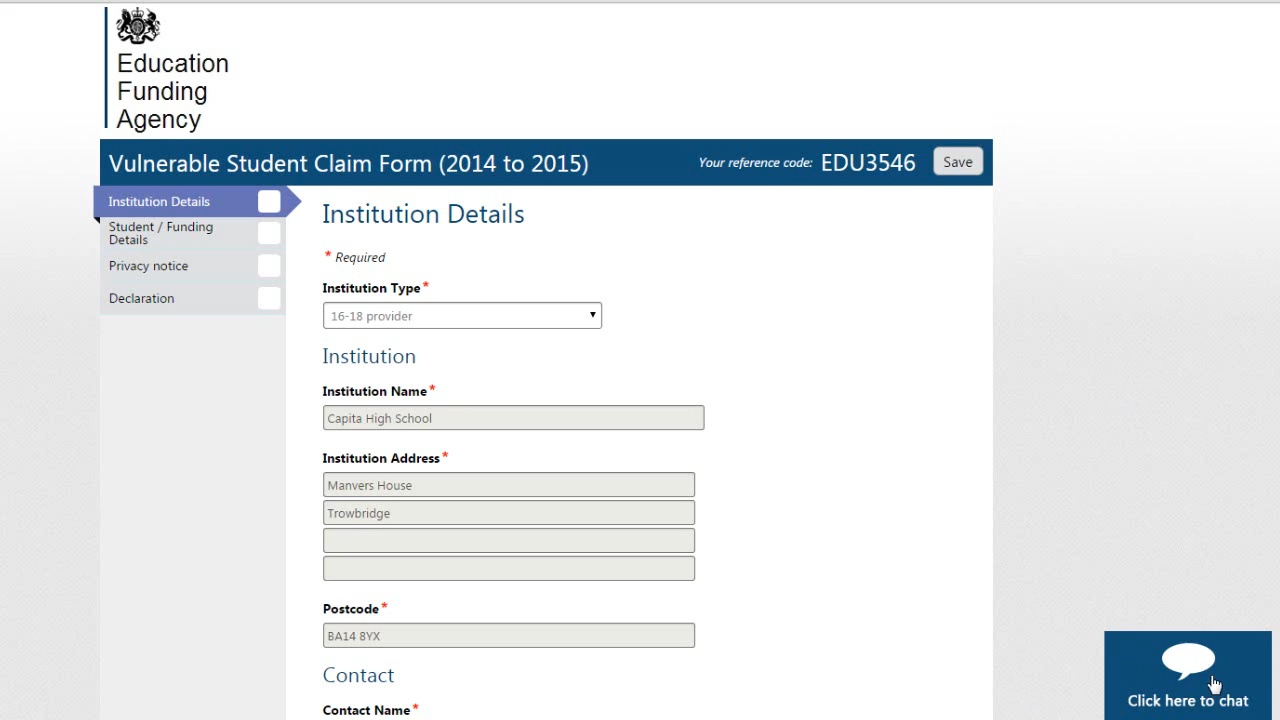 Education
Funding
Agency
Vulnerable Student Claim Form (2014 to 2015)
Your reference code: EDU3546
Save
Institution Details
Student / Funding
Details
Privacy notice
Declaration
Institution Details
* Required
Institution Type*
16-18 provider
Institution
Institution Name*
Capita High School
Institution Address*
Manvers House
Trowbridge
Postcode*
BA14 8YX
Contact
Contact Name*
Click here to chat